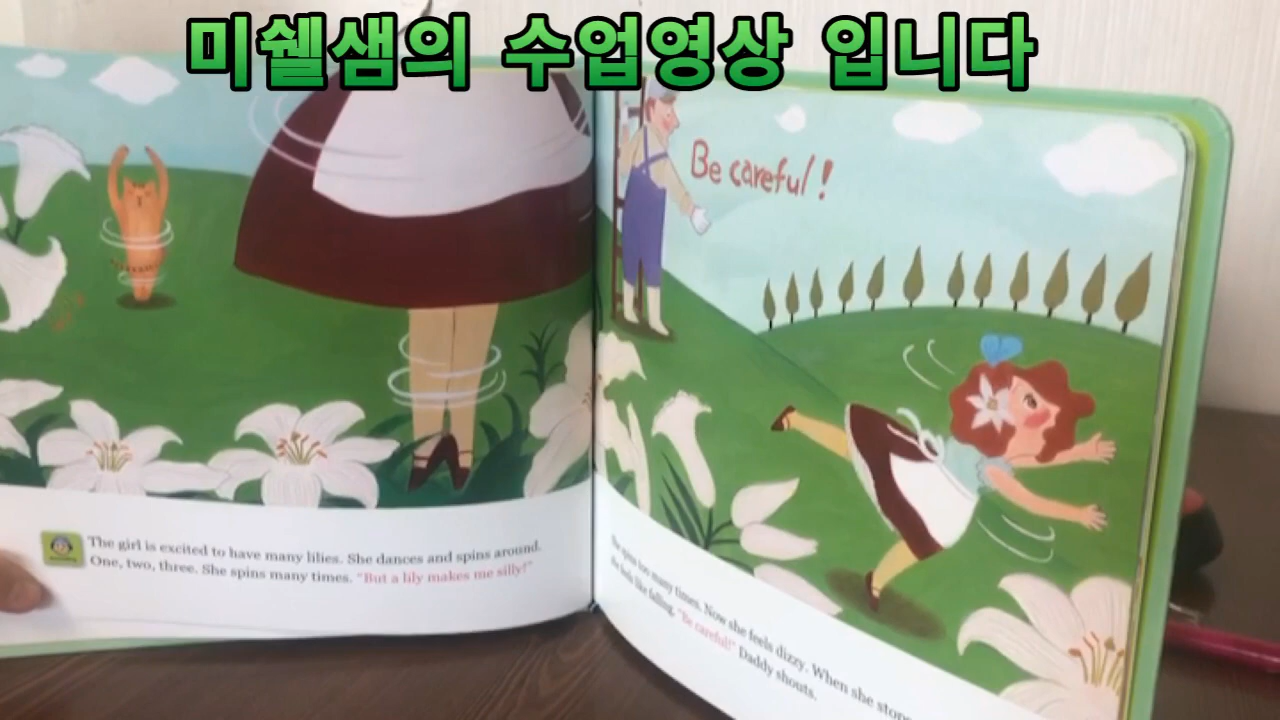 미쉘샘의 수업영상 입니다
Be careful!
The girl is excited to have many lilies. She dances and spins around.
One, two, three. She spins many times. "But a lily makes me silly!"
She spins too many times. Now she feels dizzy. When she stops
she feels like falling. "Be careful!" Daddy shouts.